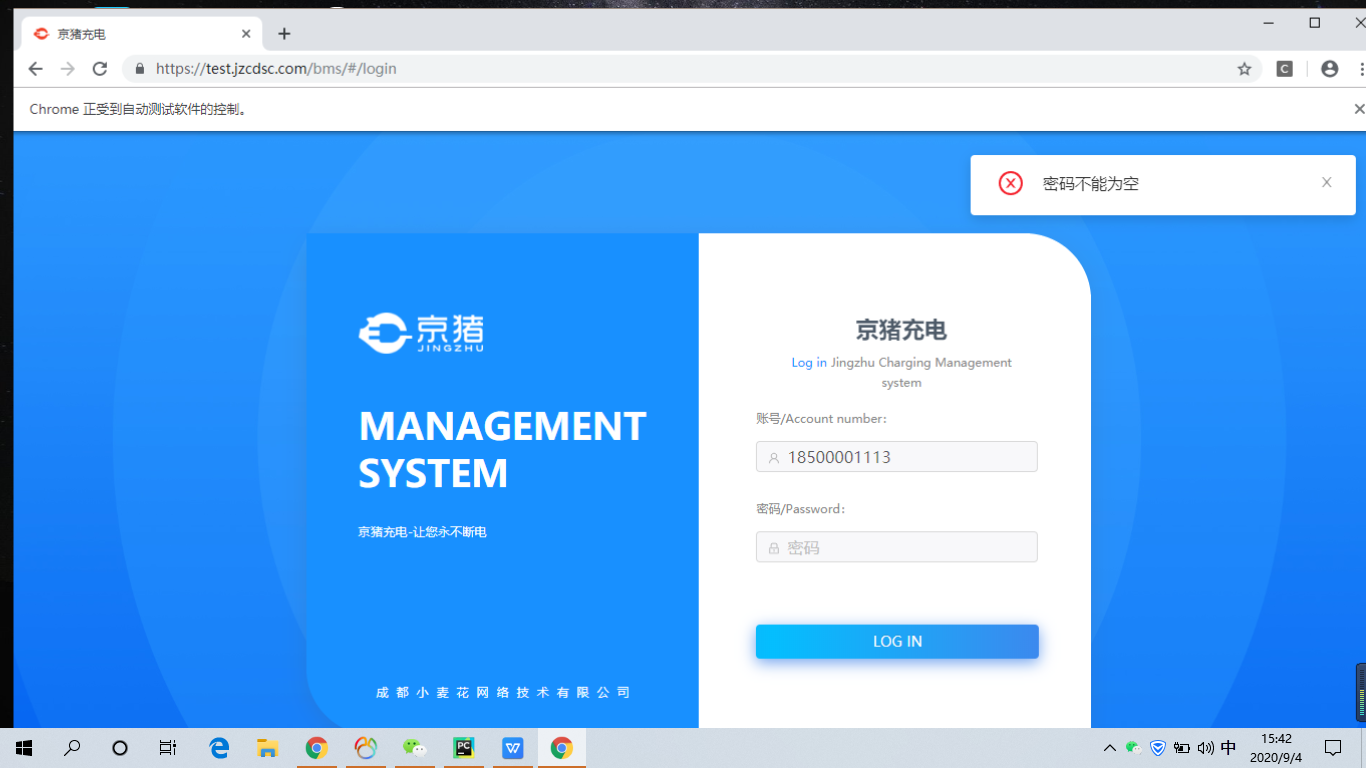 京猪充电
https://test.jzcdsc.com/bms/#/login
C
Chrome 正受到自动测试软件的控制。
密码不能为空
京猪
JINGZHU
MANAGEMENT
SYSTEM
京猪充电-让您永不断电
成都小麦花网络技术有限公司
京猪充电
Log in Jingzhu Charging Management
system
账号/Account number:
18500001113
密码/Password:
密码
LOG IN
PC
中
15:42
2020/9/4